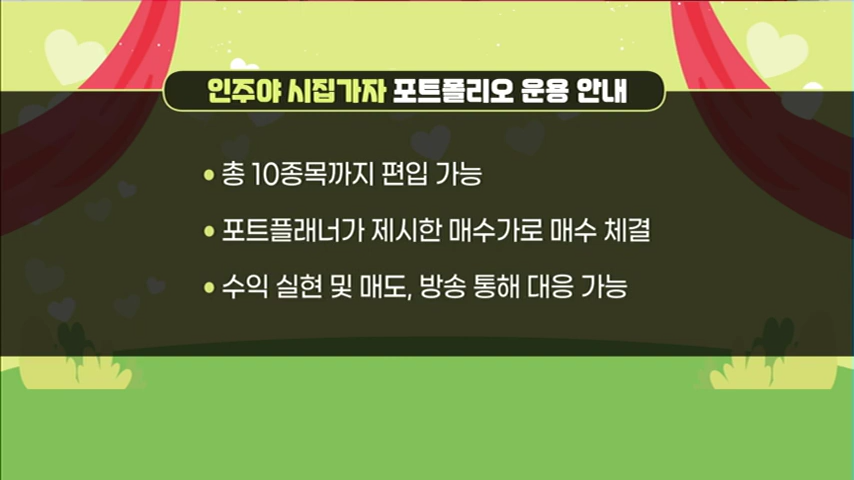 인주야 시집가자 포트폴리오 운용 안내
• 총 10종목까지 편입 가능
• 포트플래너가 제시한 매수가로 매수 체결
• 수익 실현 및 매도, 방송 통해 대응 가능